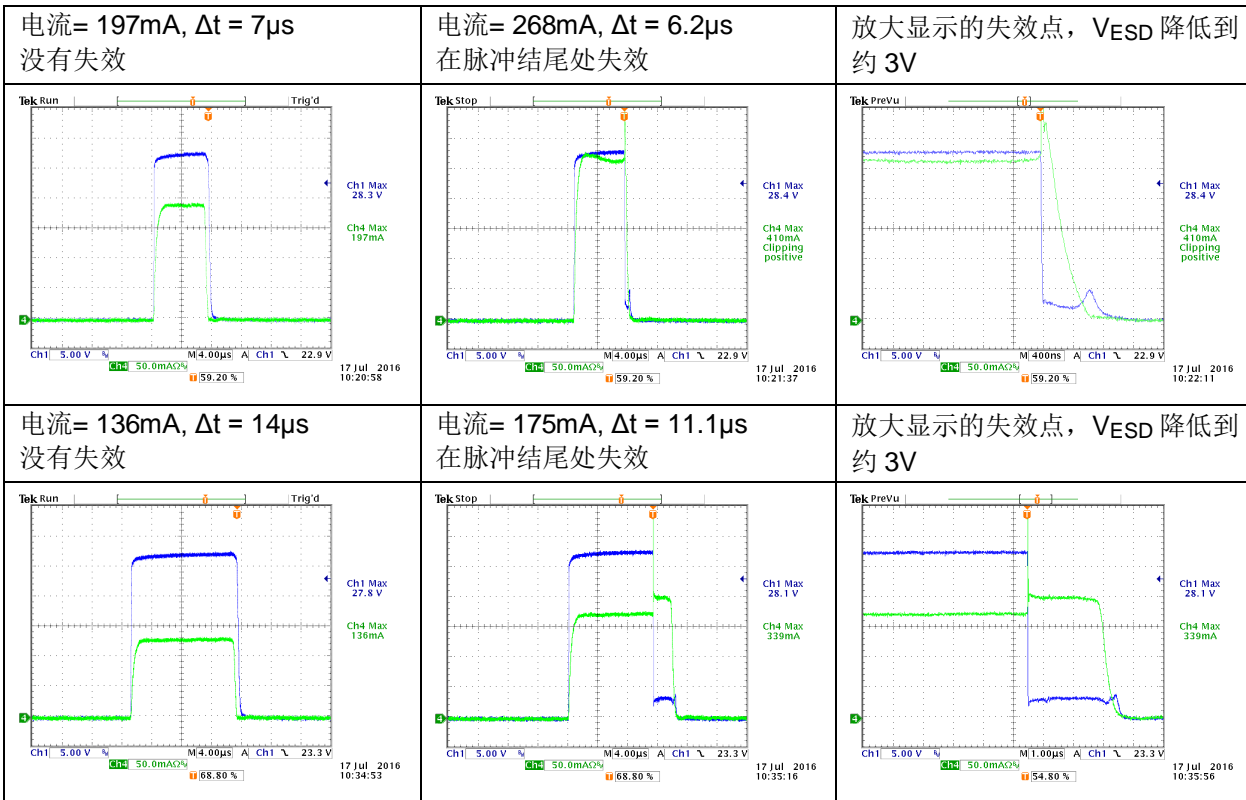 电流= 197mA, Δt = 7µs
没有失效
电流= 268mA, Δt = 6.2µs
在脉冲结尾处失效
放大显示的失效点，VESD 降低到
约 3V
Tek Run
Trig'd
Ch1 Max
28.3 V
Ch4 Max
197mA
Ch1 5.00 V
M 4.00µs A Ch1 22.9 V
Ch4 50.0mAΩ
59.20 %
17 Jul 2016
10:20:58
Tek Stop
Ch1 Max
28.4 V
Ch4 Max
410mA
Clipping
positive
Ch1 5.00 V
M 4.00µs A Ch1 22.9 V
Ch4 50.0mAΩ
59.20 %
17 Jul 2016
10:21:37
Tek PreVu
Ch1 Max
28.4 V
Ch4 Max
410mA
Clipping
positive
Ch1 5.00 V
M 400ns A Ch1 22.9 V
Ch4 50.0mAΩ
59.20 %
17 Jul 2016
10:22:11
电流= 136mA, Δt = 14µs
没有失效
电流= 175mA, Δt = 11.1µs
在脉冲结尾处失效
放大显示的失效点，VESD 降低到
约 3V
Tek Run
Trig'd
Ch1 Max
27.8 V
Ch4 Max
136mA
Ch1 5.00 V
M 4.00µs A Ch1 23.3 V
Ch4 50.0mAΩ
68.80 %
17 Jul 2016
10:34:53
Tek Stop
Ch1 Max
28.1 V
Ch4 Max
339mA
Ch1 5.00 V
M 4.00µs A Ch1 23.3 V
Ch4 50.0mAΩ
68.80 %
17 Jul 2016
10:35:16
Tek PreVu
Ch1 Max
28.1 V
Ch4 Max
339mA
Ch1 5.00 V
M 1.00µs A Ch1 23.3 V
Ch4 50.0mAΩ
54.80 %
17 Jul 2016
10:35:56